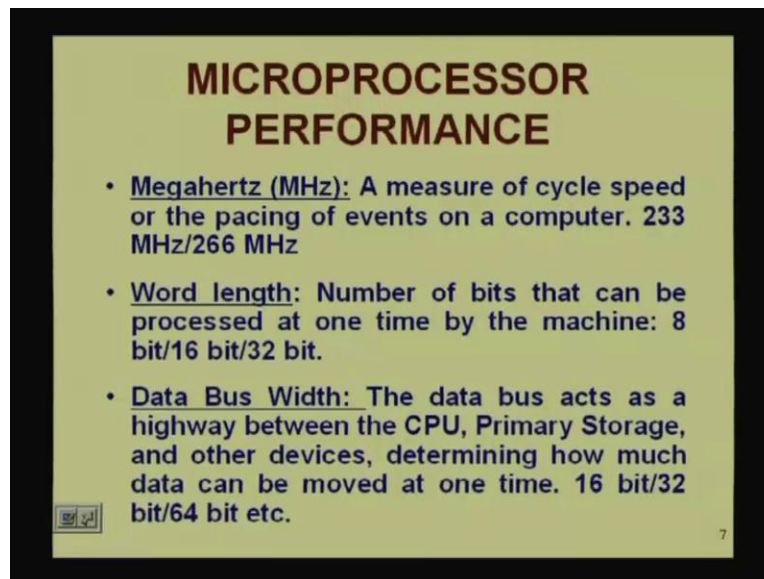 MICROPROCESSOR
PERFORMANCE
• Megahertz (MHz): A measure of cycle speed
or the pacing of events on a computer. 233
MHz/266 MHz
• Word length: Number of bits that can be
processed at one time by the machine: 8
bit/16 bit/32 bit.
• Data Bus Width: The data bus acts as a
highway between the CPU, Primary Storage,
and other devices, determining how much
data can be moved at one time. 16 bit/32
bit/64 bit etc.
7